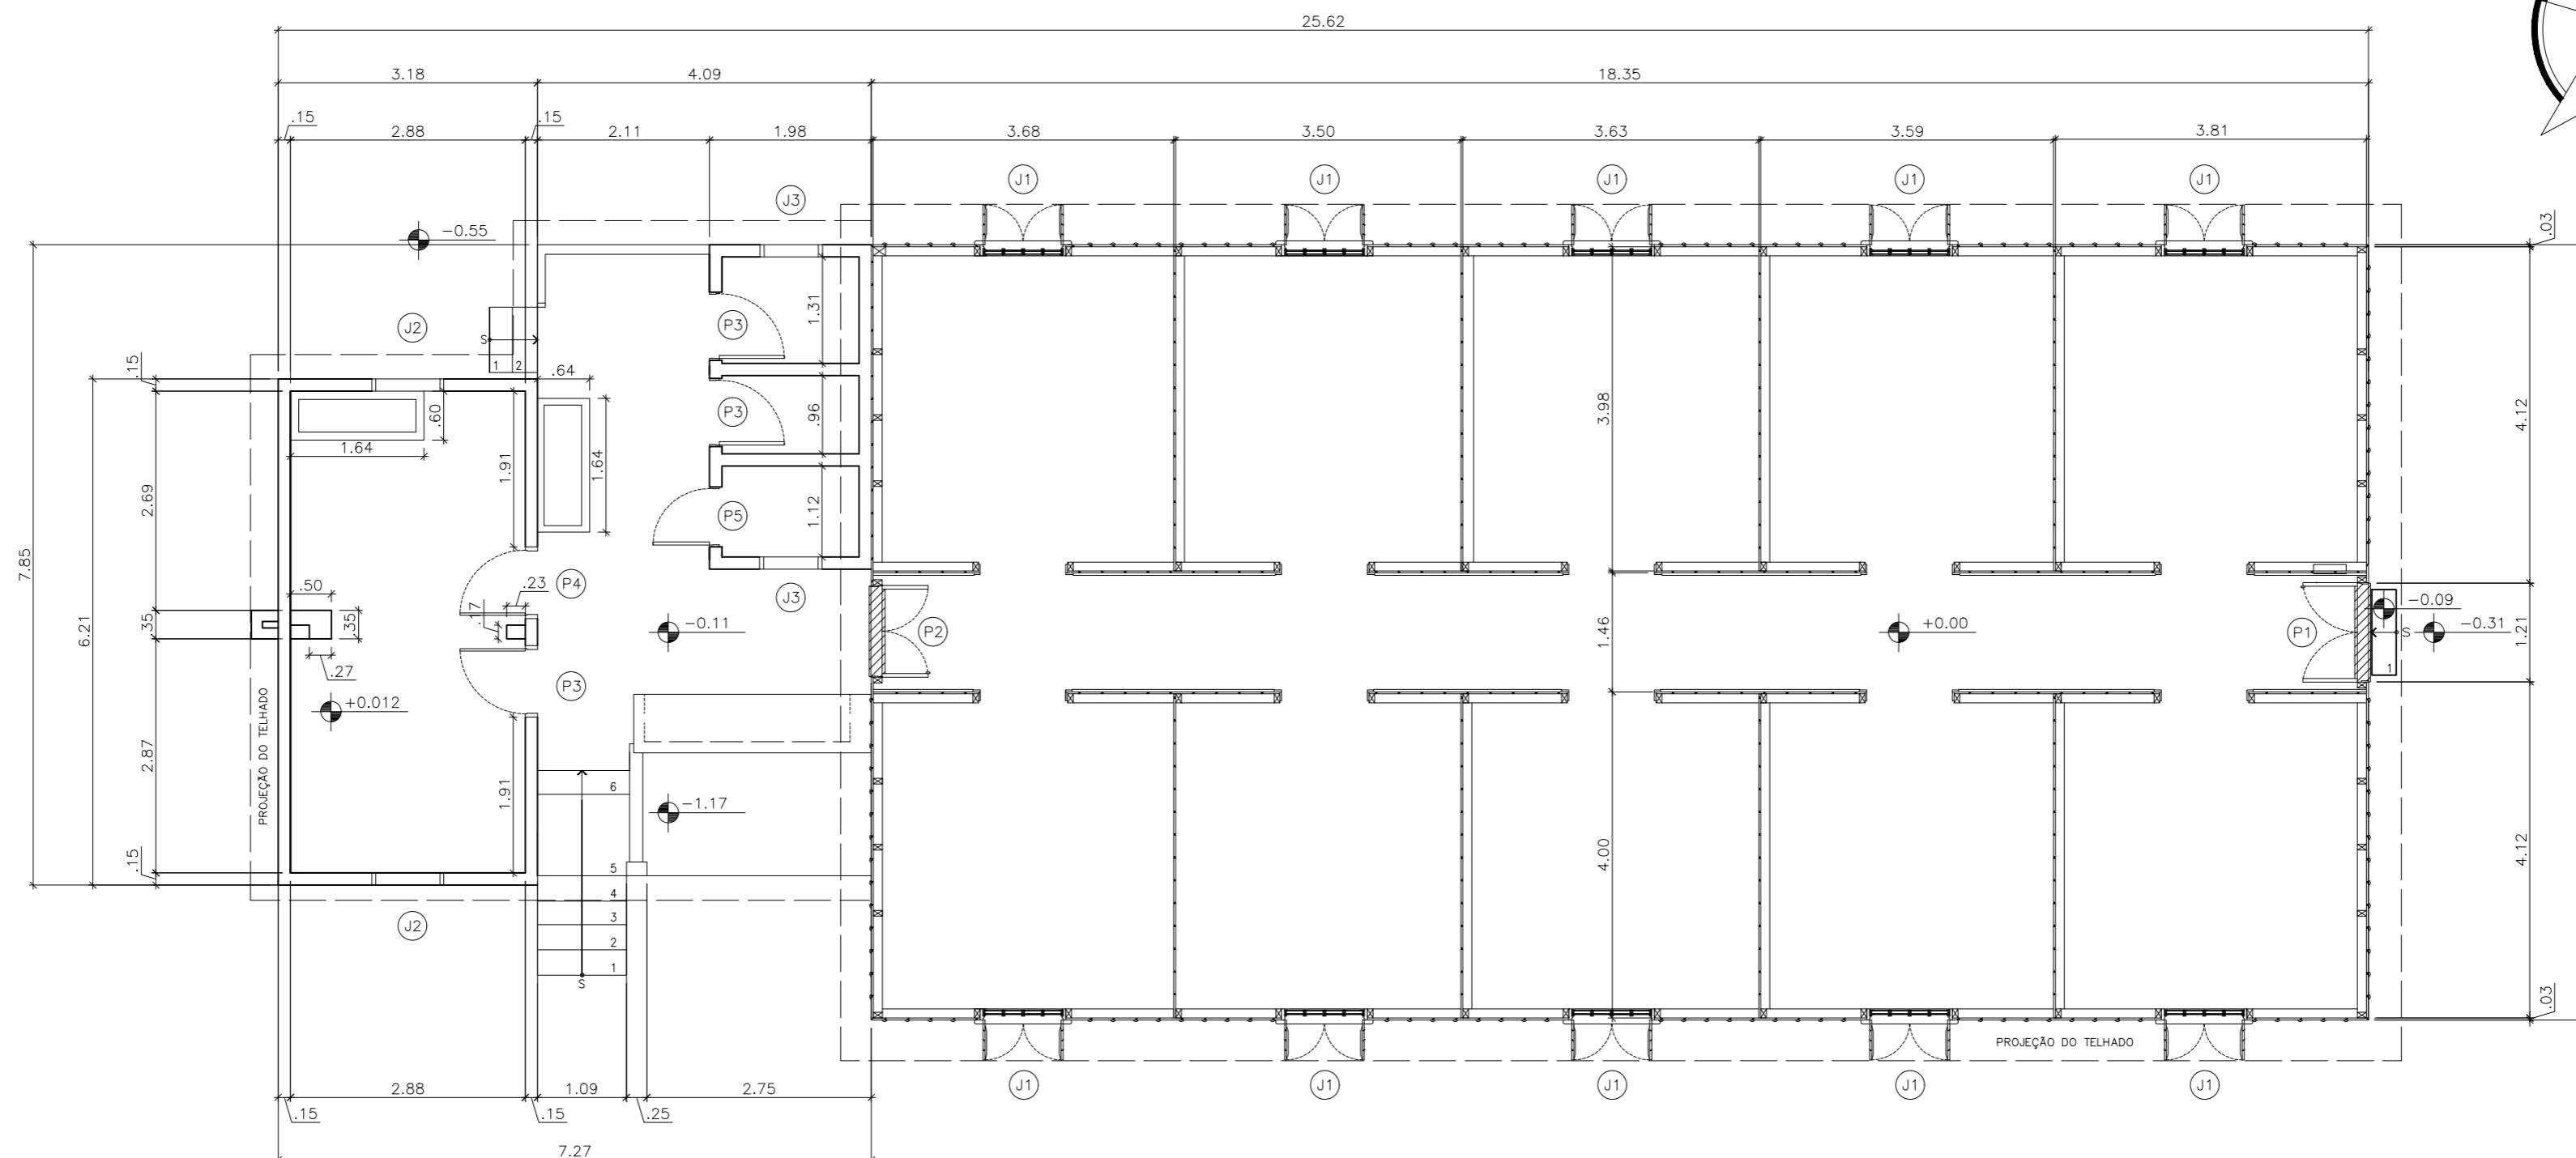 25.62
3.18
4.09
18.35
.15
2.88
.15
2.11
1.98
3.68
3.50
3.63
3.59
3.81
J1
J1
J1
J1
J1
J3
.03
-0.55
J2
S
1
2
P3
1.31
.15
.64
.60
1.64
1.91
1.64
P3
.96
3.98
4.12
2.69
P5
1.12
7.85
6.21
.50
.35
.35
.27
.17
.23
P4
J3
-0.11
P2
1.46
+0.00
P1
-0.09
S
-0.31
1.21
1
P3
+0.012
PROJEÇÃO DO TELHADO
2.87
1.91
-1.17
6
5
4
3
2
1
S
4.00
4.12
.15
J2
.03
PROJEÇÃO DO TELHADO
J1
J1
J1
J1
J1
2.88
1.09
2.75
.15
.15
.25
7.27